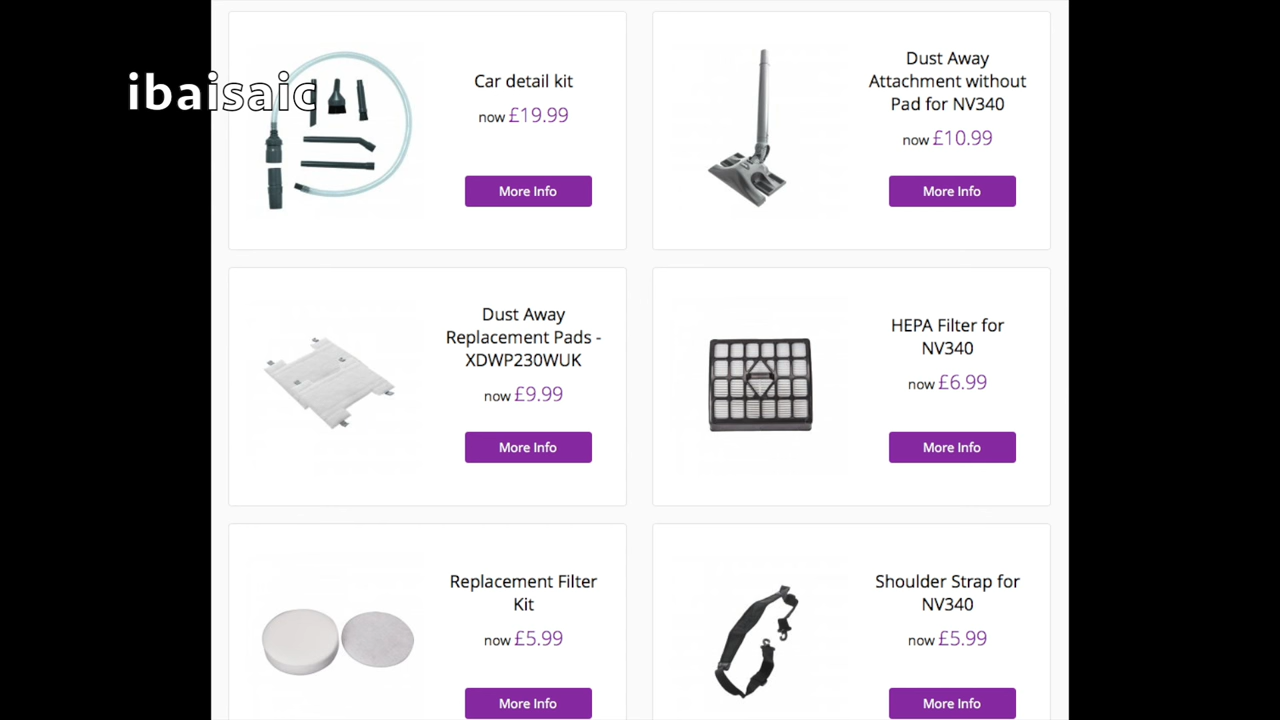 ibaisaic
Car detail kit
now £19.99
More Info
Dust Away
Attachment without
Pad for NV340
now £10.99
More Info
Dust Away
Replacement Pads -
XDWP230WUK
now £9.99
More Info
HEPA Filter for
NV340
now £6.99
More Info
Replacement Filter
Kit
now £5.99
More Info
Shoulder Strap for
NV340
now £5.99
More Info